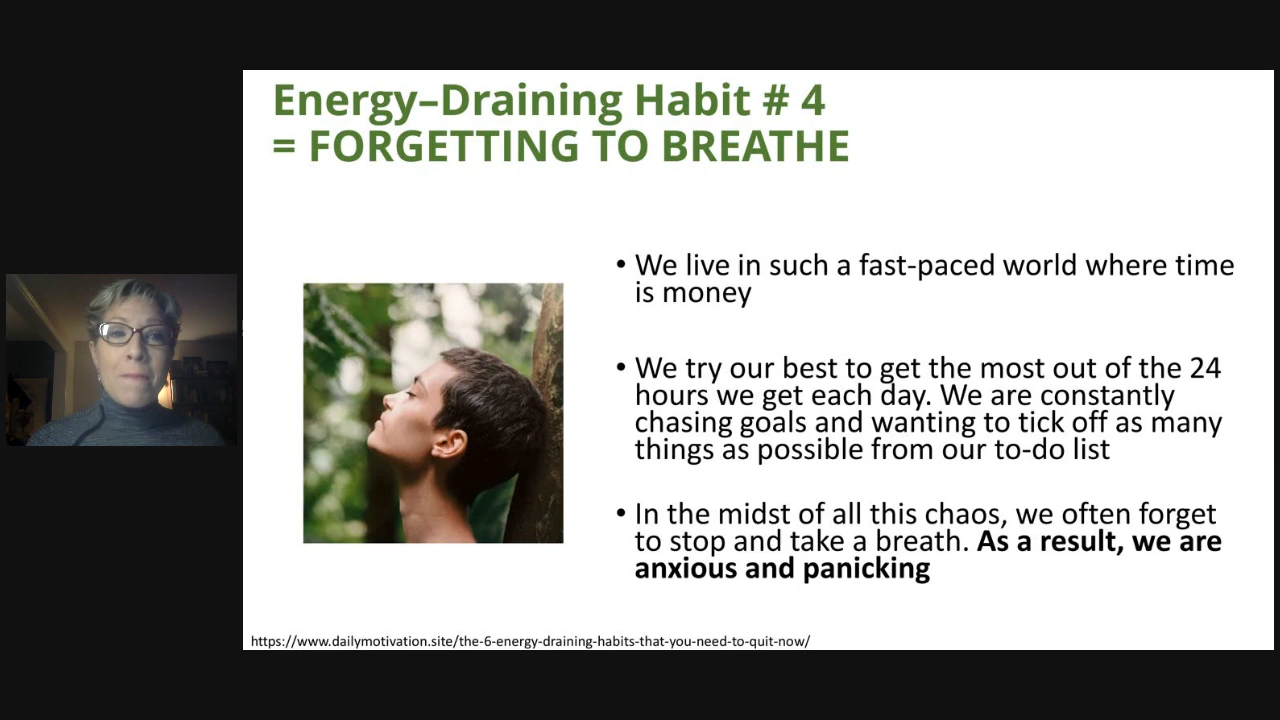 Energy–Draining Habit # 4
= FORGETTING TO BREATHE
• We live in such a fast-paced world where time
is money
• We try our best to get the most out of the 24
hours we get each day. We are constantly
chasing goals and wanting to tick off as many
things as possible from our to-do list
• In the midst of all this chaos, we often forget
to stop and take a breath. As a result, we are
anxious and panicking
https://www.dailymotivation.site/the-6-energy-draining-habits-that-you-need-to-quit-now/